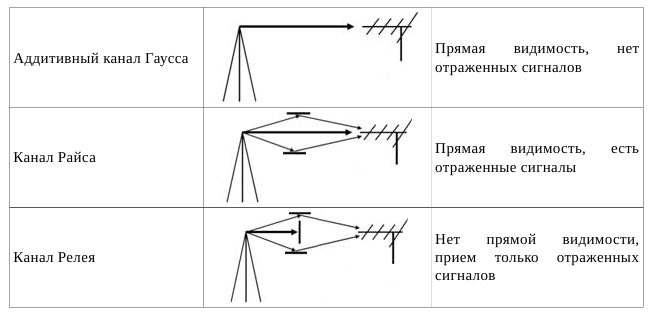 Аддитивный канал Гаусса
Прямая видимость, нет
отраженных сигналов
Канал Райса
Прямая видимость, есть
отраженные сигналы
Канал Релея
Нет прямой видимости,
прием только отраженных
сигналов